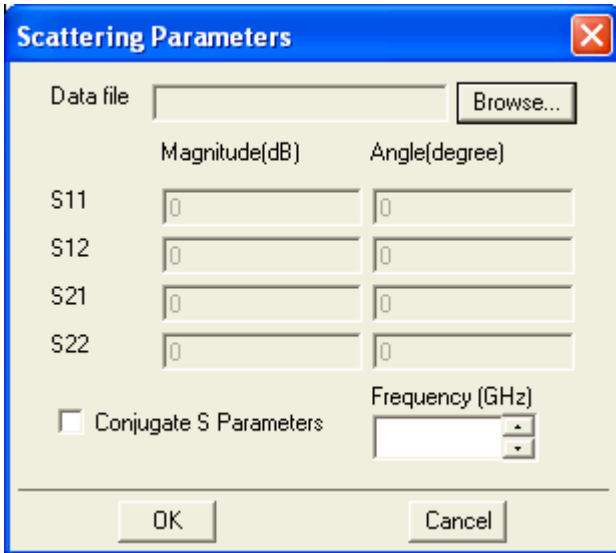 Scattering Parameters
Data file Browse...
Magnitude(dB) Angle(degree)
S11 0 0
S12 0 0
S21 0 0
S22 0 0
Frequency (GHz)
Conjugate S Parameters
OK Cancel